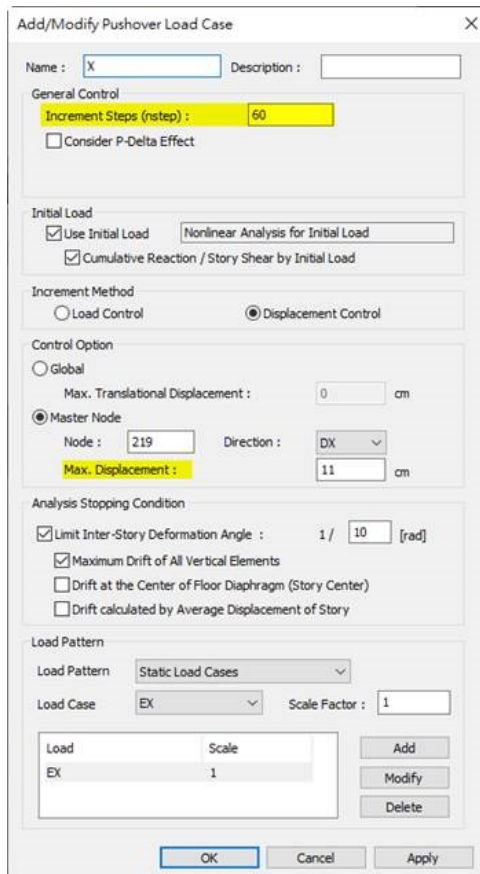 Add/Modify Pushover Load Case
Name : X Description :
General Control
Increment Steps (nstep) : 60
Consider P-Delta Effect
Initial Load
Use Initial Load Nonlinear Analysis for Initial Load
Cumulative Reaction / Story Shear by Initial Load
Increment Method
Load Control Displacement Control
Control Option
Global
Max. Translational Displacement : 0 cm
Master Node
Node : 219 Direction : DX
Max. Displacement : 11 cm
Analysis Stopping Condition
Limit Inter-Story Deformation Angle : 1 / 10 [rad]
Maximum Drift of All Vertical Elements
Drift at the Center of Floor Diaphragm (Story Center)
Drift calculated by Average Displacement of Story
Load Pattern
Load Pattern Static Load Cases
Load Case EX Scale Factor : 1
Load Scale Add
EX 1 Modify
Delete
OK Cancel Apply